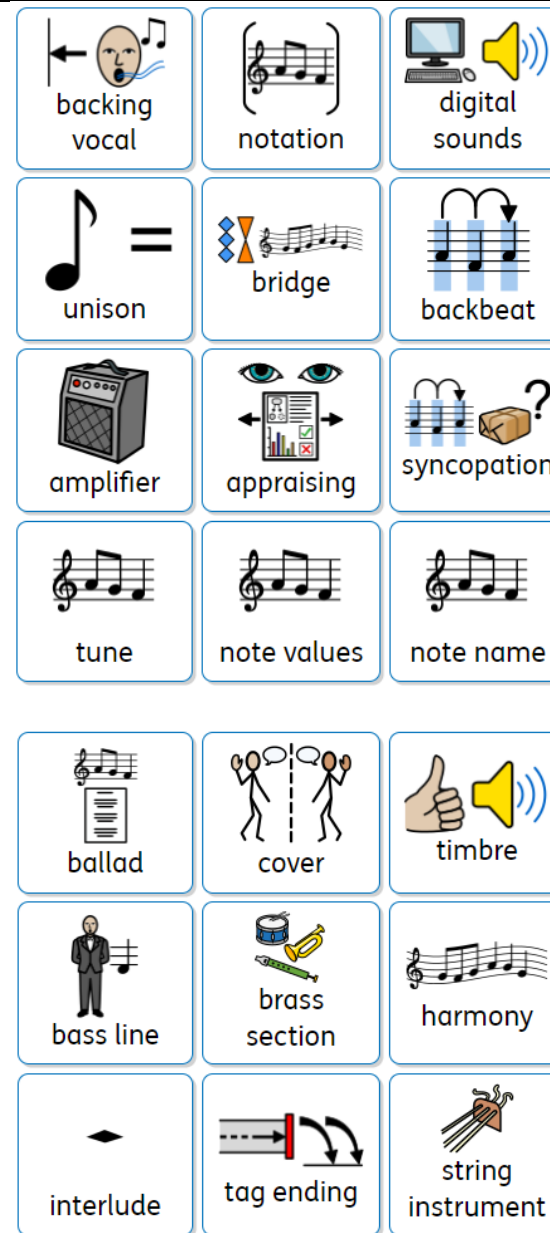 backing
vocal
notation
digital
sounds
unison
bridge
backbeat
amplifier
appraising
syncopation
tune
note values
note name
ballad
cover
timbre
bass line
brass
section
harmony
interlude
tag ending
string
instrument